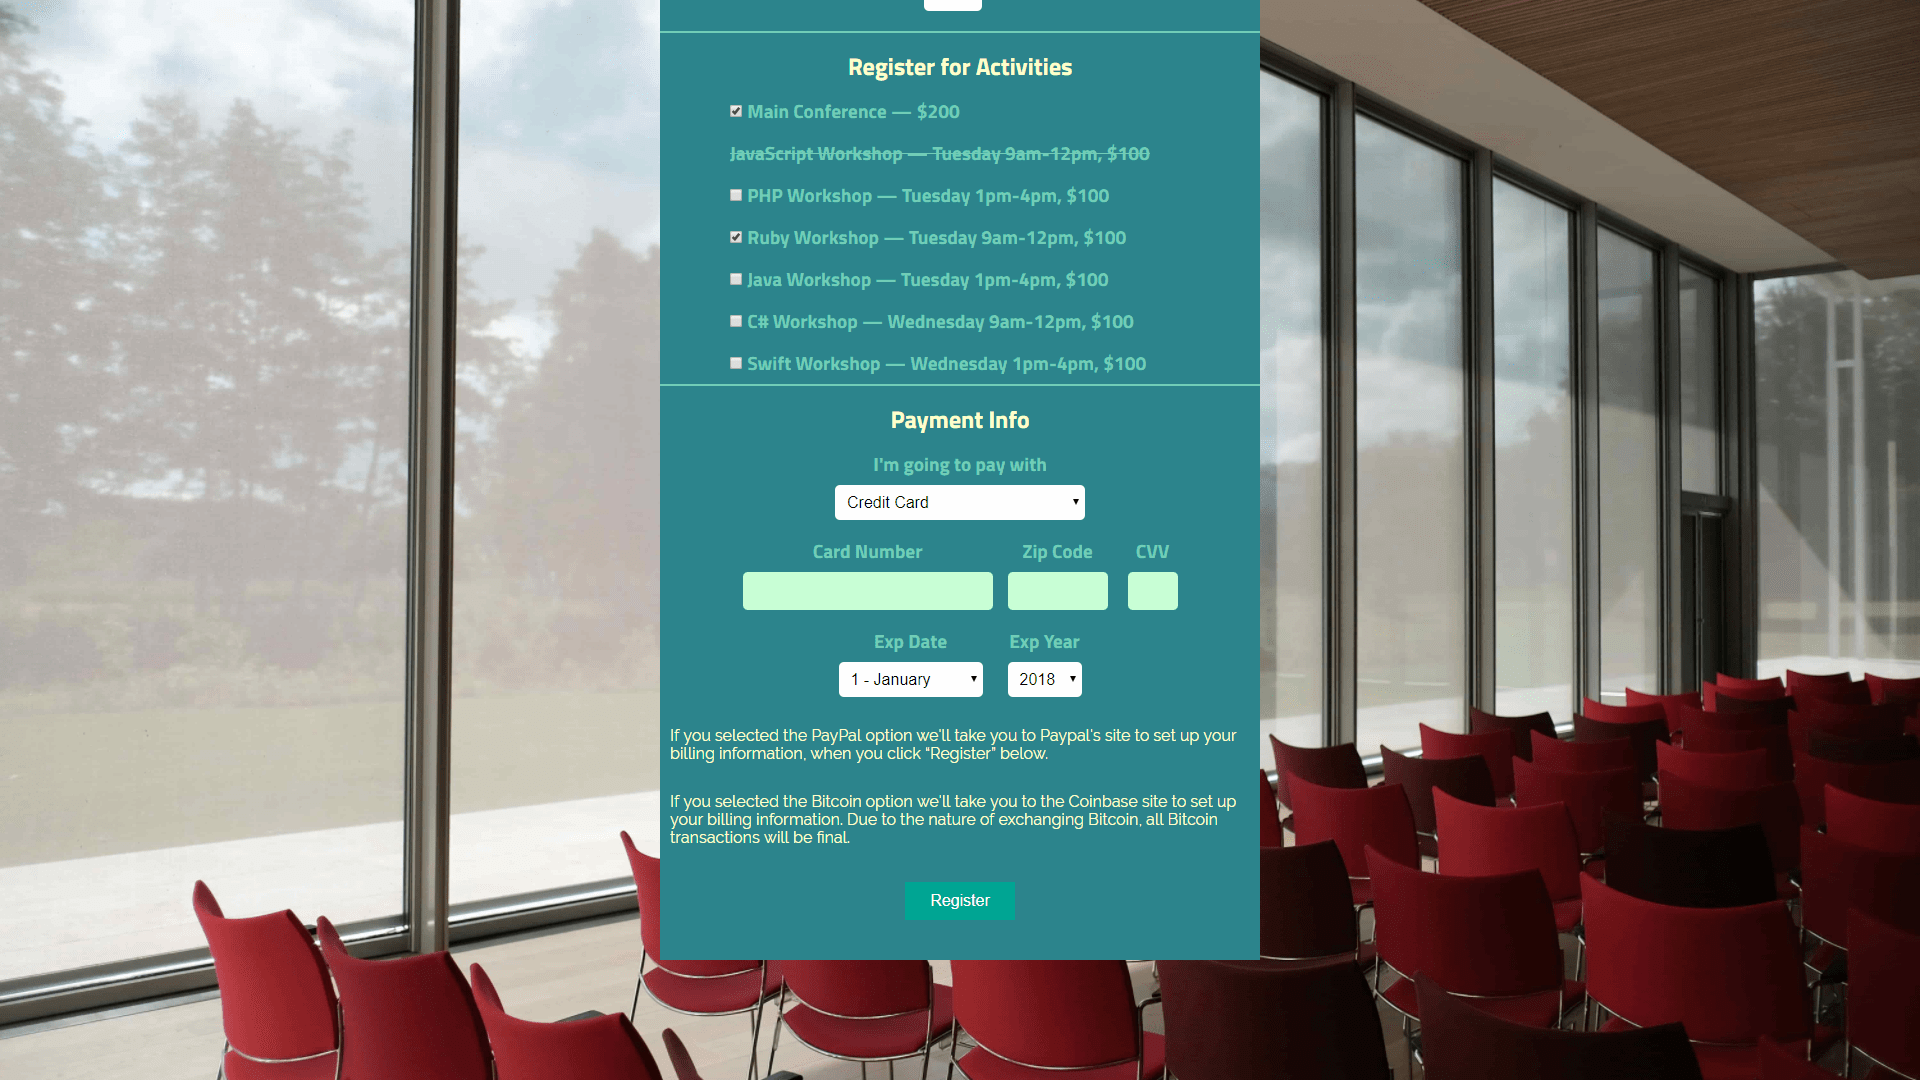 Register for Activities
Main Conference — $200
JavaScript Workshop — Tuesday 9am-12pm, $100
PHP Workshop — Tuesday 1pm-4pm, $100
Ruby Workshop — Tuesday 9am-12pm, $100
Java Workshop — Tuesday 1pm-4pm, $100
C# Workshop — Wednesday 9am-12pm, $100
Swift Workshop — Wednesday 1pm-4pm, $100
Payment Info
I'm going to pay with
Credit Card
Card Number Zip Code CVV
Exp Date Exp Year
1 - January 2018
If you selected the PayPal option we'll take you to Paypal's site to set up your
billing information, when you click “Register” below.
If you selected the Bitcoin option we'll take you to the Coinbase site to set up
your billing information. Due to the nature of exchanging Bitcoin, all Bitcoin
transactions will be final.
Register